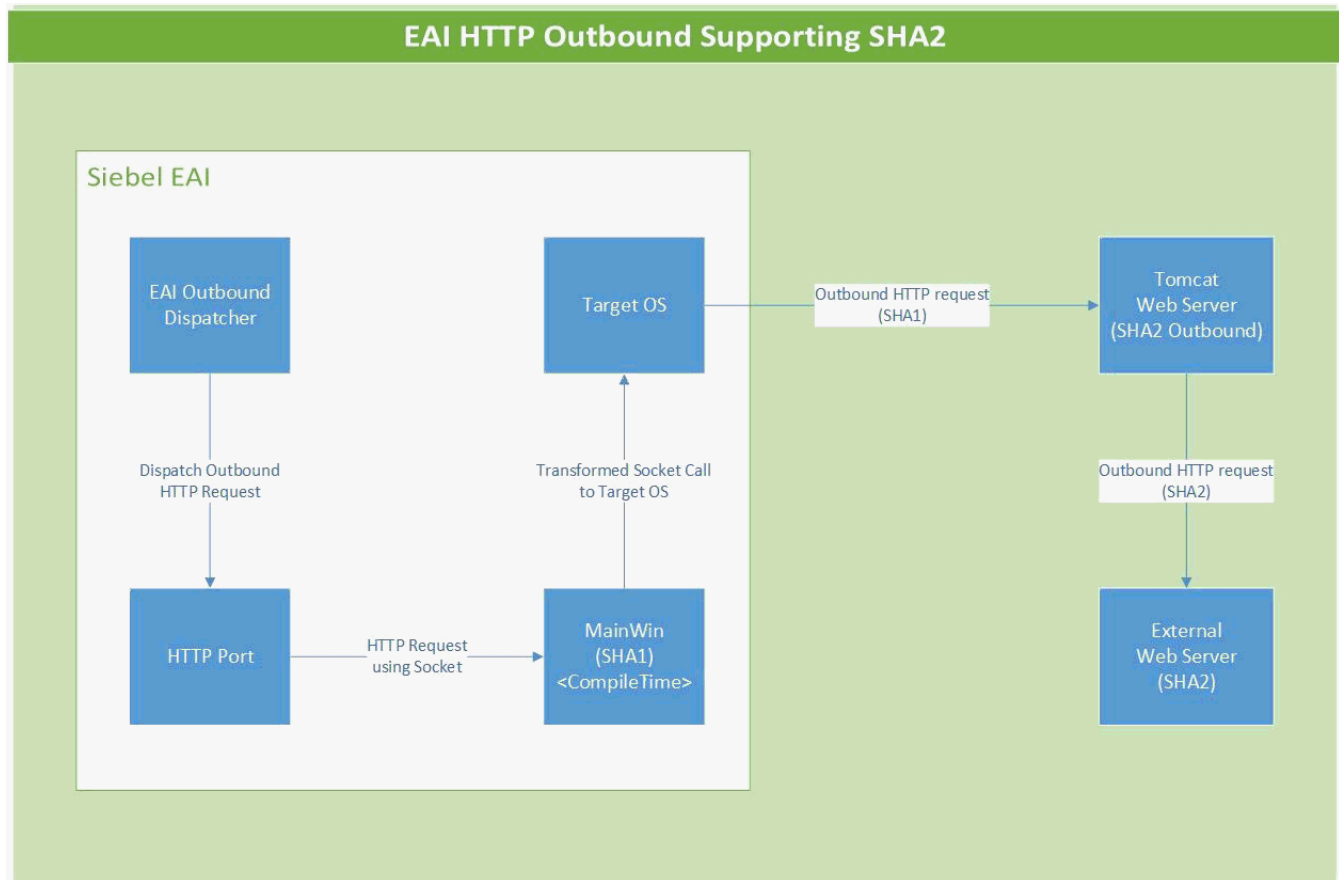 EAI HTTP Outbound Supporting SHA2
Siebel EAI
EAI Outbound
Dispatcher
Target OS
Outbound HTTP request
(SHA1)
Tomcat
Web Server
(SHA2 Outbound)
Dispatch Outbound
HTTP Request
Transformed Socket Call
to Target OS
Outbound HTTP request
(SHA2)
HTTP Port
HTTP Request
using Socket
MainWin
(SHA1)
<CompileTime>
External
Web Server
(SHA2)